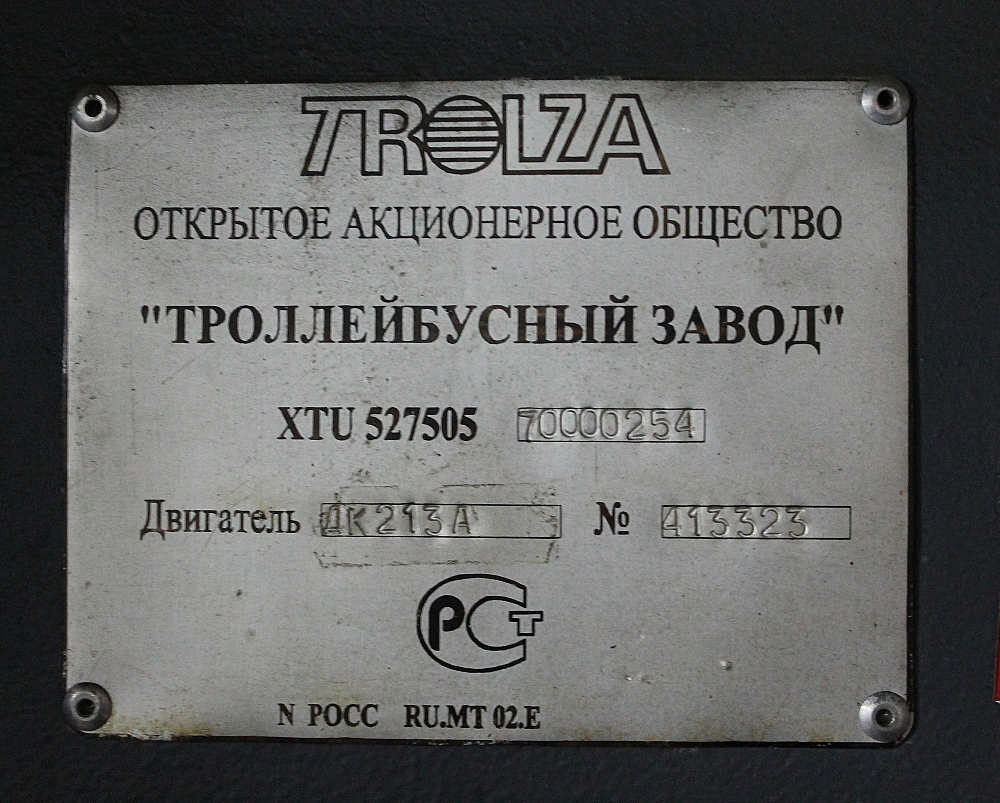 TROLZA
ОТКРЫТОЕ АКЦИОНЕРНОЕ ОБЩЕСТВО
"ТРОЛЛЕЙБУСНЫЙ ЗАВОД"
XTU 527505 70000254
Двигатель ДК213А № 413323
РСТ
N РОСС RU.MT 02.E